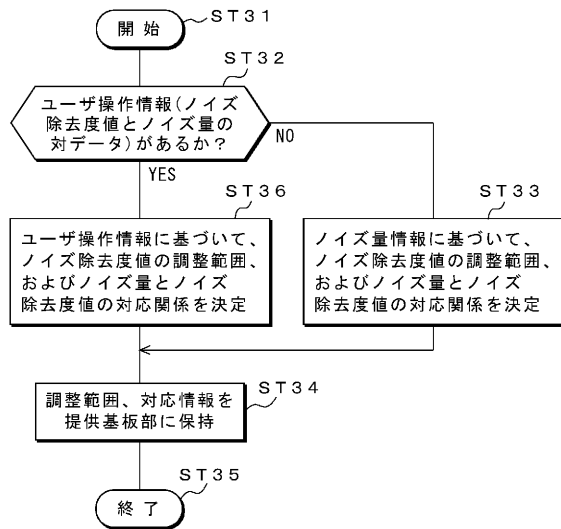 ST31
開始
ST32
ユーザ操作情報(ノイズ
除去度値とノイズ量の
対データ)があるか？
NO
YES
ST36
ユーザ操作情報に基づいて、
ノイズ除去度値の調整範囲、
およびノイズ量とノイズ
除去度値の対応関係を決定
ST33
ノイズ量情報に基づいて、
ノイズ除去度値の調整範囲、
およびノイズ量とノイズ
除去度値の対応関係を決定
ST34
調整範囲、対応情報を
提供基板部に保持
ST35
終了